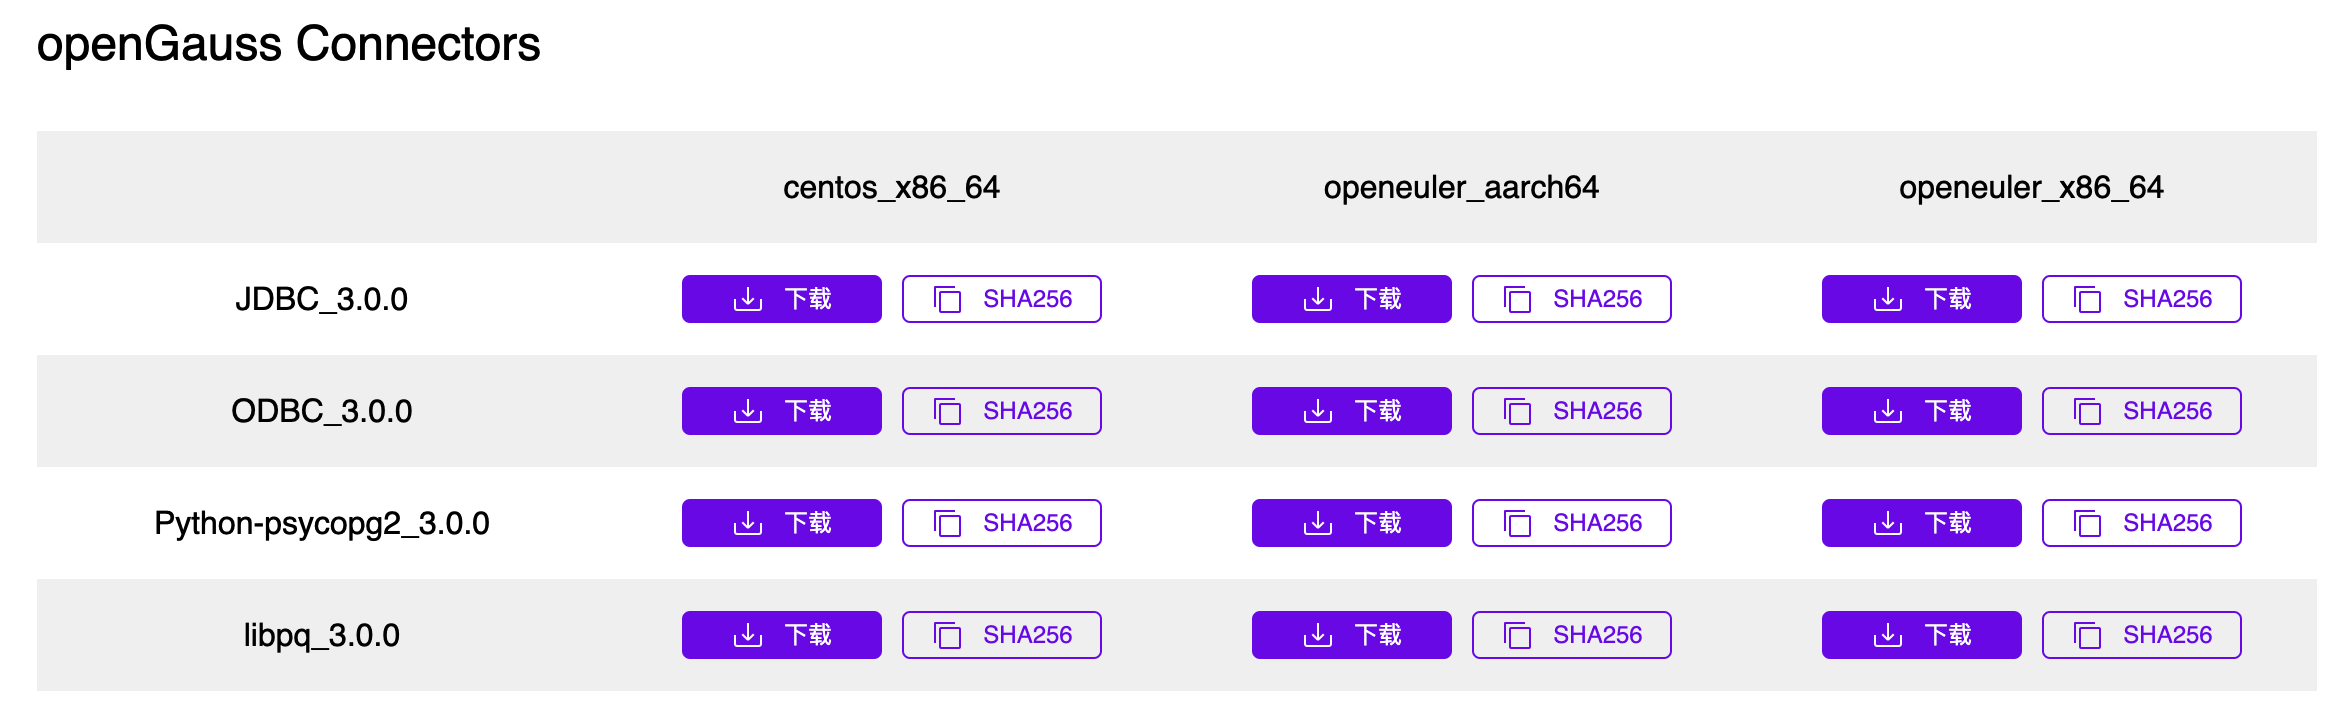 openGauss Connectors
centos_x86_64 openeuler_aarch64 openeuler_x86_64
JDBC_3.0.0 下载 SHA256 下载 SHA256 下载 SHA256
ODBC_3.0.0 下载 SHA256 下载 SHA256 下载 SHA256
Python-psycopg2_3.0.0 下载 SHA256 下载 SHA256 下载 SHA256
libpq_3.0.0 下载 SHA256 下载 SHA256 下载 SHA256